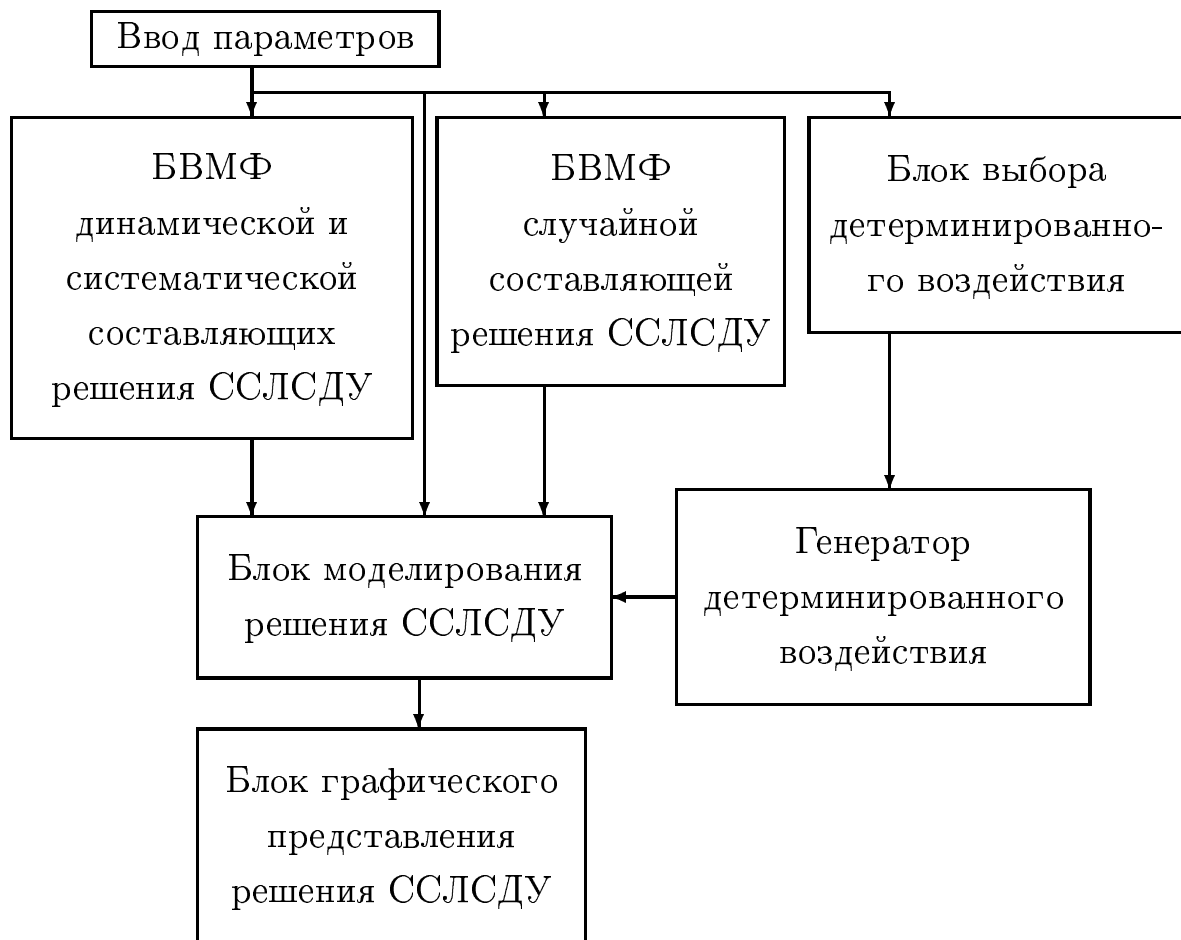 Ввод параметров
БВМФ
динамической и
систематической
составляющих
решения ССЛСДУ
БВМФ
случайной
составляющей
решения ССЛСДУ
Блок выбора
детерминированно-
го воздействия
Блок моделирования
решения ССЛСДУ
Генератор
детерминированного
воздействия
Блок графического
представления
решения ССЛСДУ